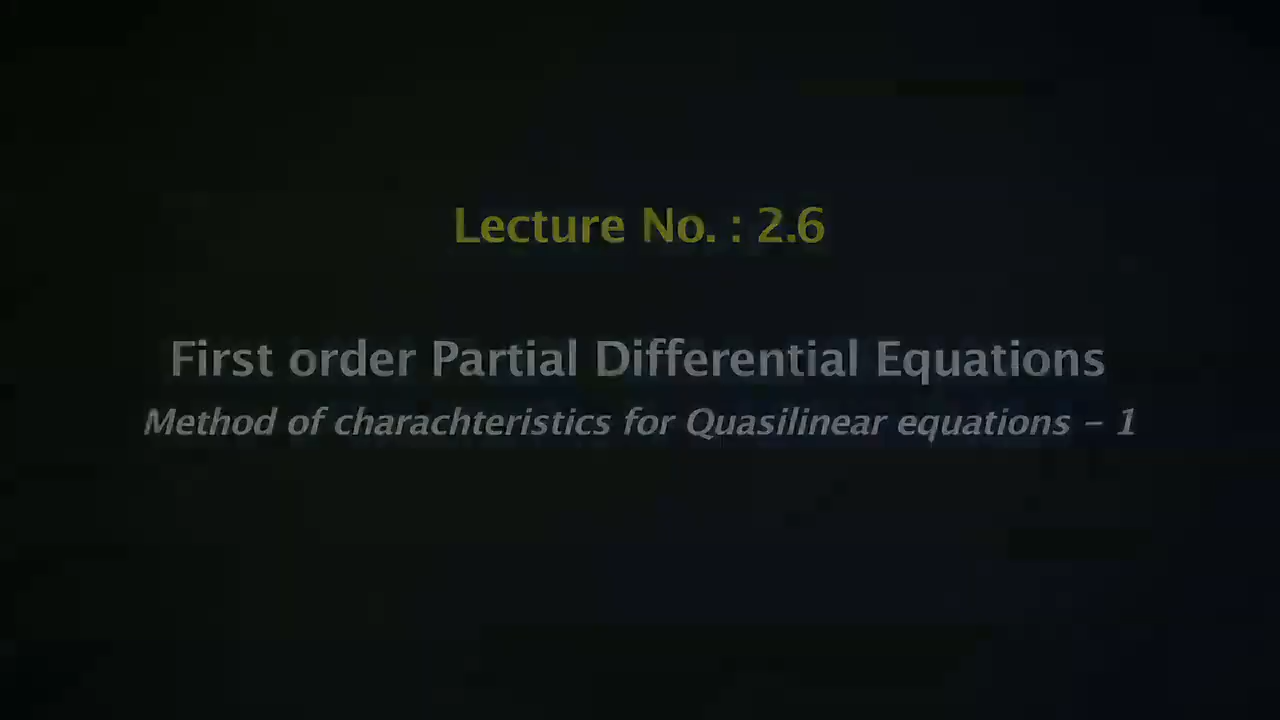 Lecture No. : 2.6
First order Partial Differential Equations
Method of charachteristics for Quasilinear equations – 1